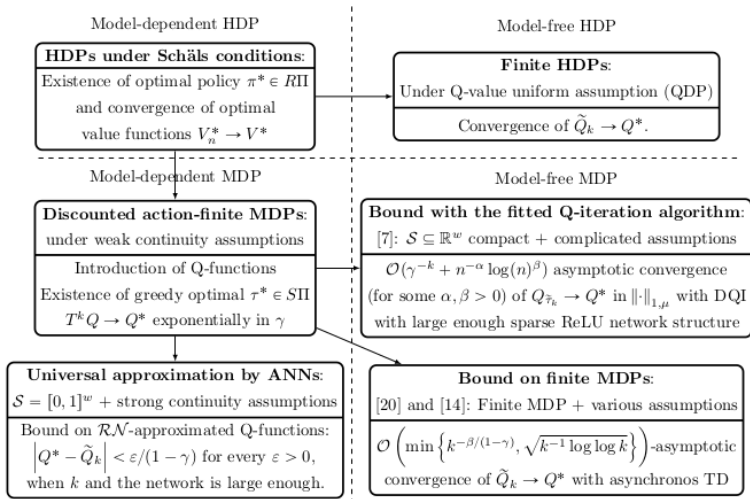 Model-dependent HDP
Model-free HDP
HDPs under Schäls conditions:
Existence of optimal policy π* ∈ RΠ
and convergence of optimal
value functions V*ₙ → V*
Finite HDPs:
Under Q-value uniform assumption (QDP)
Convergence of Q̃ₖ → Q*.
Model-dependent MDP
Model-free MDP
Discounted action-finite MDPs:
under weak continuity assumptions
Introduction of Q-functions
Existence of greedy optimal τ* ∈ SΠ
TᵏQ → Q* exponentially in γ
Bound with the fitted Q-iteration algorithm:
[7]: 𝒮 ⊆ ℝʷ compact + complicated assumptions
𝒪(γ⁻ᵏ + n⁻ᵅ log(n)ᵝ) asymptotic convergence
(for some α, β > 0) of Q_{τ̃ₖ} → Q* in ‖·‖₁,μ with DQI
with large enough sparse ReLU network structure
Universal approximation by ANNs:
𝒮 = [0, 1]ʷ + strong continuity assumptions
Bound on ℛ𝒩-approximated Q-functions:
|Q* − Q̃ₖ| < ε/(1 − γ) for every ε > 0,
when k and the network is large enough.
Bound on finite MDPs:
[20] and [14]: Finite MDP + various assumptions
𝒪(min{k^{−β/(1−γ)}, √(k⁻¹ log log k)})-asymptotic
convergence of Q̃ₖ → Q* with asynchronos TD